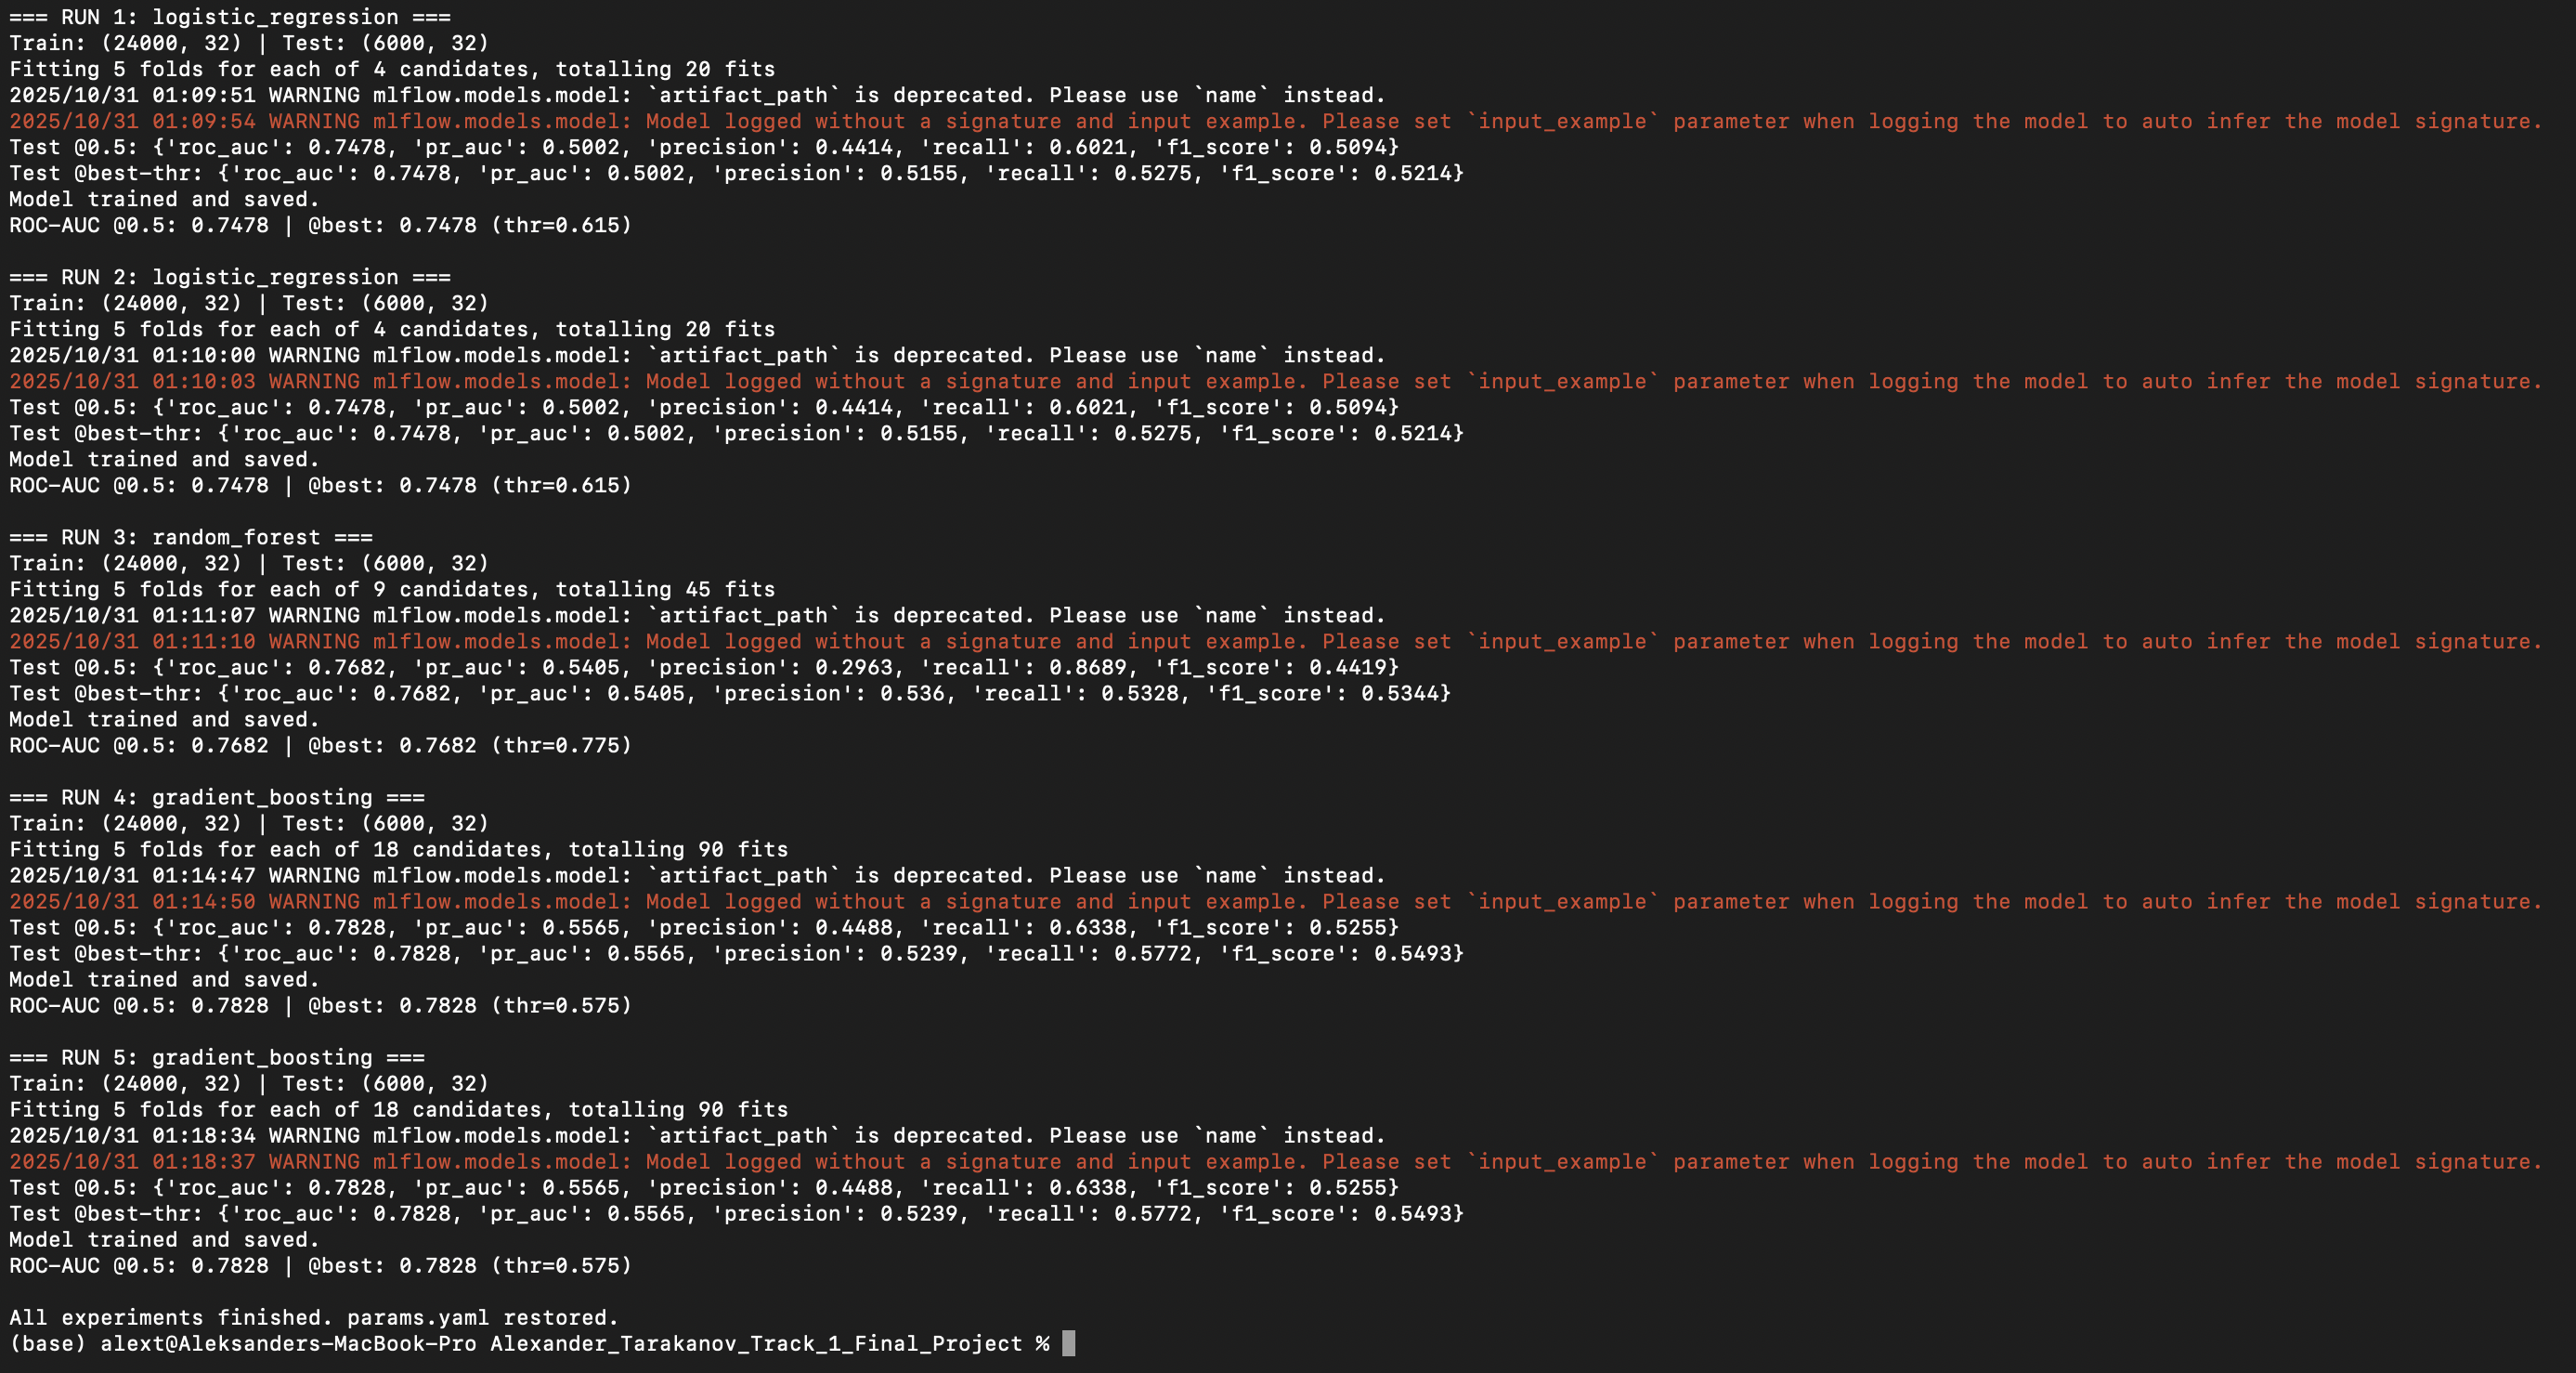 === RUN 1: logistic_regression ===
Train: (24000, 32) | Test: (6000, 32)
Fitting 5 folds for each of 4 candidates, totalling 20 fits
2025/10/31 01:09:51 WARNING mlflow.models.model: `artifact_path` is deprecated. Please use `name` instead.
2025/10/31 01:09:54 WARNING mlflow.models.model: Model logged without a signature and input example. Please set `input_example` parameter when logging the model to auto infer the model signature.
Test @0.5: {'roc_auc': 0.7478, 'pr_auc': 0.5002, 'precision': 0.4414, 'recall': 0.6021, 'f1_score': 0.5094}
Test @best-thr: {'roc_auc': 0.7478, 'pr_auc': 0.5002, 'precision': 0.5155, 'recall': 0.5275, 'f1_score': 0.5214}
Model trained and saved.
ROC-AUC @0.5: 0.7478 | @best: 0.7478 (thr=0.615)

=== RUN 2: logistic_regression ===
Train: (24000, 32) | Test: (6000, 32)
Fitting 5 folds for each of 4 candidates, totalling 20 fits
2025/10/31 01:10:00 WARNING mlflow.models.model: `artifact_path` is deprecated. Please use `name` instead.
2025/10/31 01:10:03 WARNING mlflow.models.model: Model logged without a signature and input example. Please set `input_example` parameter when logging the model to auto infer the model signature.
Test @0.5: {'roc_auc': 0.7478, 'pr_auc': 0.5002, 'precision': 0.4414, 'recall': 0.6021, 'f1_score': 0.5094}
Test @best-thr: {'roc_auc': 0.7478, 'pr_auc': 0.5002, 'precision': 0.5155, 'recall': 0.5275, 'f1_score': 0.5214}
Model trained and saved.
ROC-AUC @0.5: 0.7478 | @best: 0.7478 (thr=0.615)

=== RUN 3: random_forest ===
Train: (24000, 32) | Test: (6000, 32)
Fitting 5 folds for each of 9 candidates, totalling 45 fits
2025/10/31 01:11:07 WARNING mlflow.models.model: `artifact_path` is deprecated. Please use `name` instead.
2025/10/31 01:11:10 WARNING mlflow.models.model: Model logged without a signature and input example. Please set `input_example` parameter when logging the model to auto infer the model signature.
Test @0.5: {'roc_auc': 0.7682, 'pr_auc': 0.5405, 'precision': 0.2963, 'recall': 0.8689, 'f1_score': 0.4419}
Test @best-thr: {'roc_auc': 0.7682, 'pr_auc': 0.5405, 'precision': 0.536, 'recall': 0.5328, 'f1_score': 0.5344}
Model trained and saved.
ROC-AUC @0.5: 0.7682 | @best: 0.7682 (thr=0.775)

=== RUN 4: gradient_boosting ===
Train: (24000, 32) | Test: (6000, 32)
Fitting 5 folds for each of 18 candidates, totalling 90 fits
2025/10/31 01:14:47 WARNING mlflow.models.model: `artifact_path` is deprecated. Please use `name` instead.
2025/10/31 01:14:50 WARNING mlflow.models.model: Model logged without a signature and input example. Please set `input_example` parameter when logging the model to auto infer the model signature.
Test @0.5: {'roc_auc': 0.7828, 'pr_auc': 0.5565, 'precision': 0.4488, 'recall': 0.6338, 'f1_score': 0.5255}
Test @best-thr: {'roc_auc': 0.7828, 'pr_auc': 0.5565, 'precision': 0.5239, 'recall': 0.5772, 'f1_score': 0.5493}
Model trained and saved.
ROC-AUC @0.5: 0.7828 | @best: 0.7828 (thr=0.575)

=== RUN 5: gradient_boosting ===
Train: (24000, 32) | Test: (6000, 32)
Fitting 5 folds for each of 18 candidates, totalling 90 fits
2025/10/31 01:18:34 WARNING mlflow.models.model: `artifact_path` is deprecated. Please use `name` instead.
2025/10/31 01:18:37 WARNING mlflow.models.model: Model logged without a signature and input example. Please set `input_example` parameter when logging the model to auto infer the model signature.
Test @0.5: {'roc_auc': 0.7828, 'pr_auc': 0.5565, 'precision': 0.4488, 'recall': 0.6338, 'f1_score': 0.5255}
Test @best-thr: {'roc_auc': 0.7828, 'pr_auc': 0.5565, 'precision': 0.5239, 'recall': 0.5772, 'f1_score': 0.5493}
Model trained and saved.
ROC-AUC @0.5: 0.7828 | @best: 0.7828 (thr=0.575)

All experiments finished. params.yaml restored.
(base) alext@Aleksanders-MacBook-Pro Alexander_Tarakanov_Track_1_Final_Project %